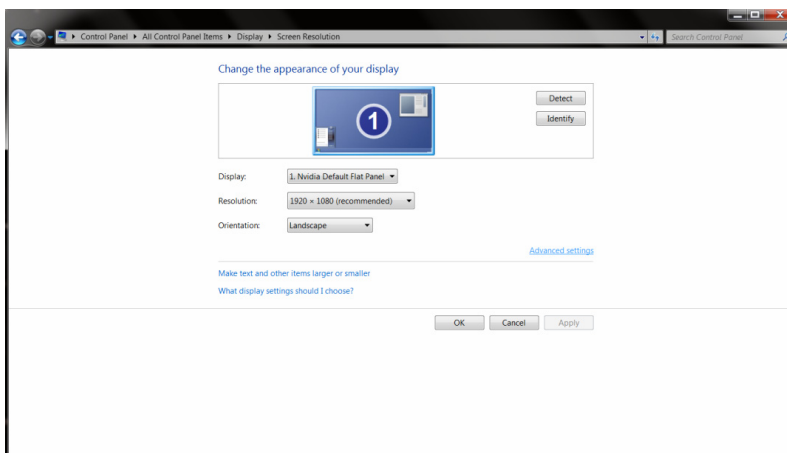 Control Panel ▸ All Control Panel Items ▸ Display ▸ Screen Resolution
Search Control Panel
Change the appearance of your display
1
Detect
Identify
Display: 1. Nvidia Default Flat Panel
Resolution: 1920 × 1080 (recommended)
Orientation: Landscape
Advanced settings
Make text and other items larger or smaller
What display settings should I choose?
OK Cancel Apply